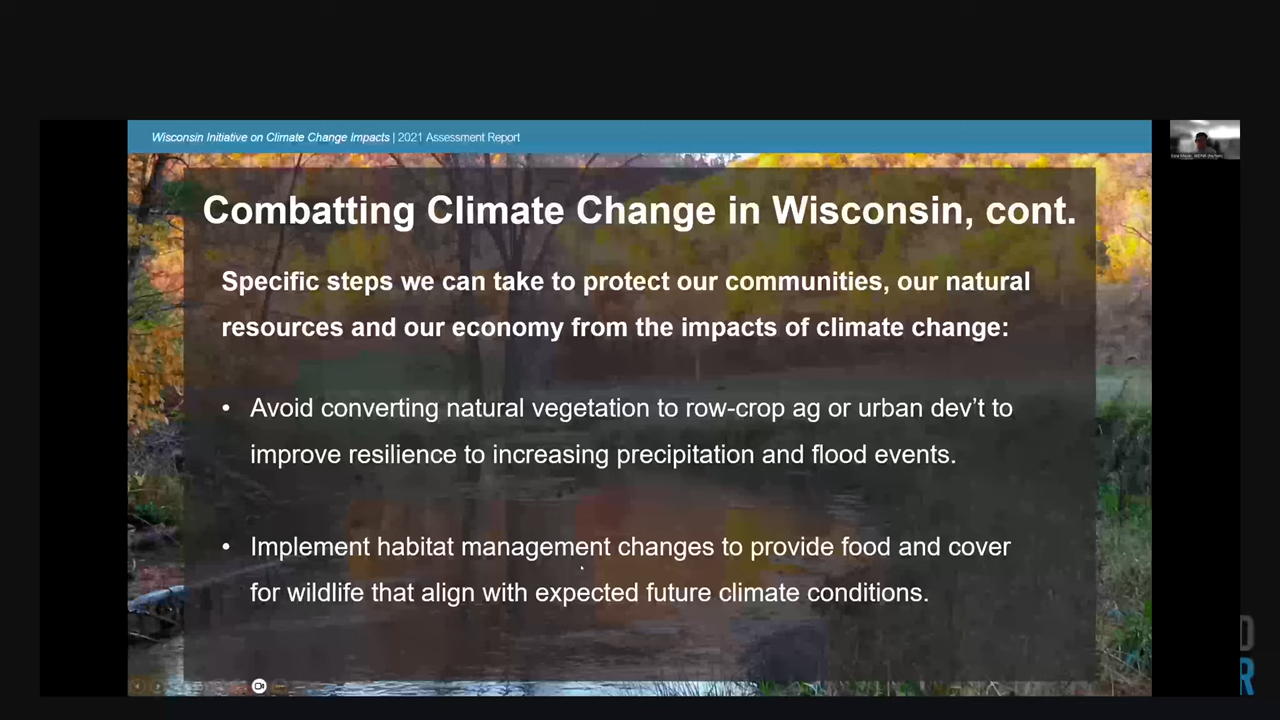 Wisconsin Initiative on Climate Change Impacts | 2021 Assessment Report
Combatting Climate Change in Wisconsin, cont.
Specific steps we can take to protect our communities, our natural
resources and our economy from the impacts of climate change:
• Avoid converting natural vegetation to row-crop ag or urban dev't to
improve resilience to increasing precipitation and flood events.
• Implement habitat management changes to provide food and cover
for wildlife that align with expected future climate conditions.
D
R